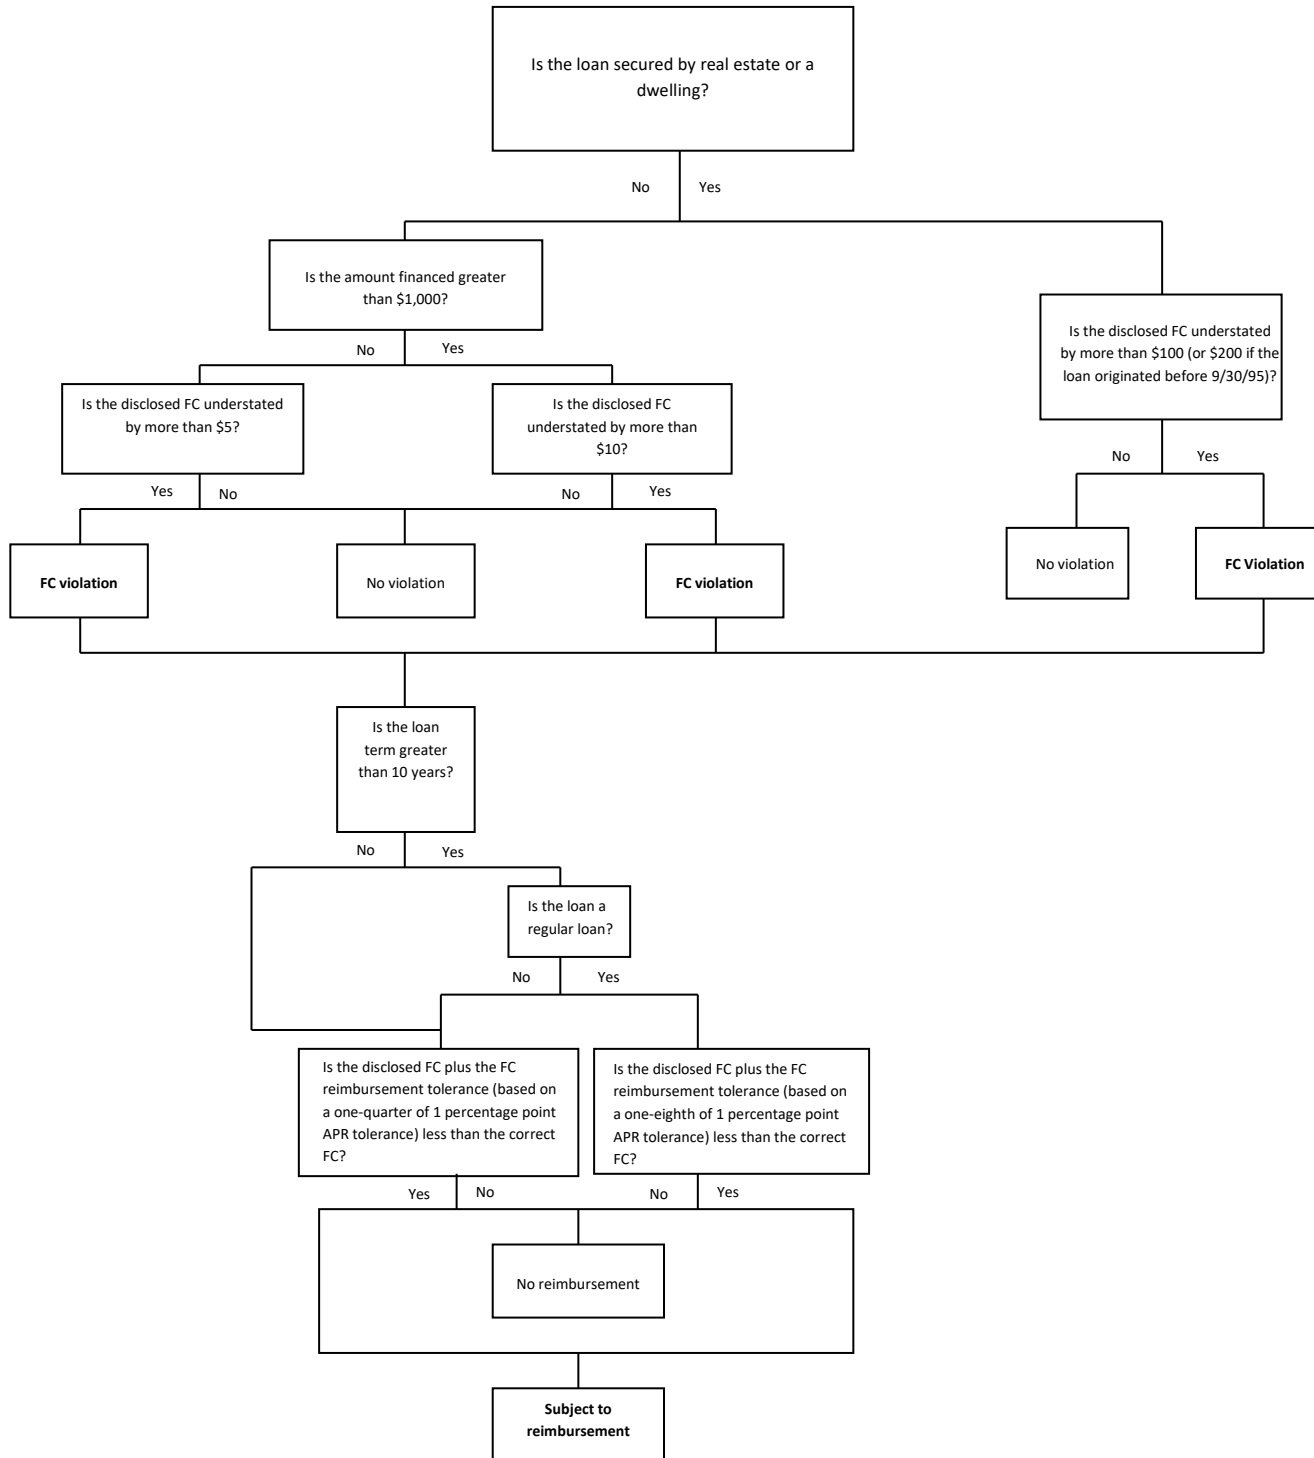 Is the loan secured by real estate or a
dwelling?
No
Yes
Is the amount financed greater
than $1,000?
Is the disclosed FC understated
by more than $100 (or $200 if the
loan originated before 9/30/95)?
No
Yes
Is the disclosed FC understated
by more than $5?
Is the disclosed FC
understated by more than
$10?
No
Yes
Yes
No
No
Yes
FC violation
No violation
FC violation
No violation
FC Violation
Is the loan
term greater
than 10 years?
No
Yes
Is the loan a
regular loan?
No
Yes
Is the disclosed FC plus the FC
reimbursement tolerance (based on
a one-quarter of 1 percentage point
APR tolerance) less than the correct
FC?
Is the disclosed FC plus the FC
reimbursement tolerance (based on
a one-eighth of 1 percentage point
APR tolerance) less than the correct
FC?
Yes
No
No
Yes
No reimbursement
Subject to
reimbursement